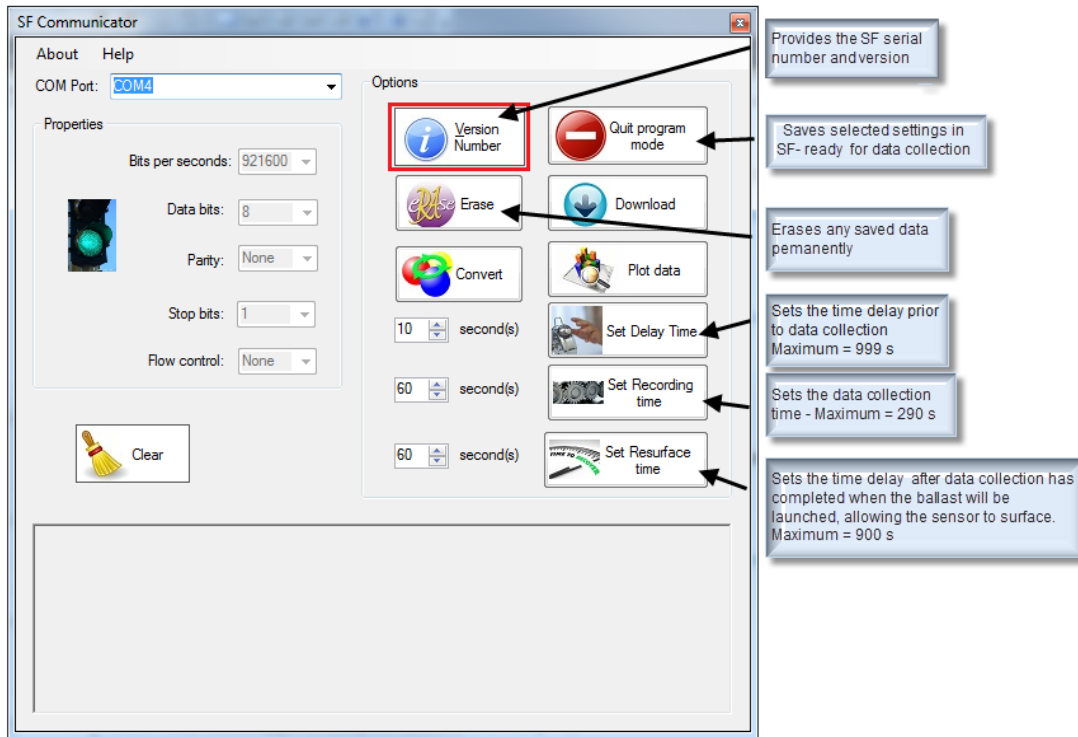 SF Communicator
About Help
COM Port: COM4
Properties
Bits per seconds: 921600
Data bits: 8
Parity: None
Stop bits: 1
Flow control: None
Clear
Options
Version
Number
Quit program
mode
eRAse Erase
Download
Convert
Plot data
10 second(s)
Set Delay Time
60 second(s)
Set Recording
time
60 second(s)
TIME TO RECOVER
Set Resurface
time
Provides the SF serial
number andversion
Saves selected settings in
SF- ready for data collection
Erases any saved data
pemanently
Sets the time delay prior
to data collection
Maximum = 999 s
Sets the data collection
time - Maximum = 290 s
Sets the time delay after data collection has
completed when the ballast will be
launched, allowing the sensor to surface.
Maximum = 900 s